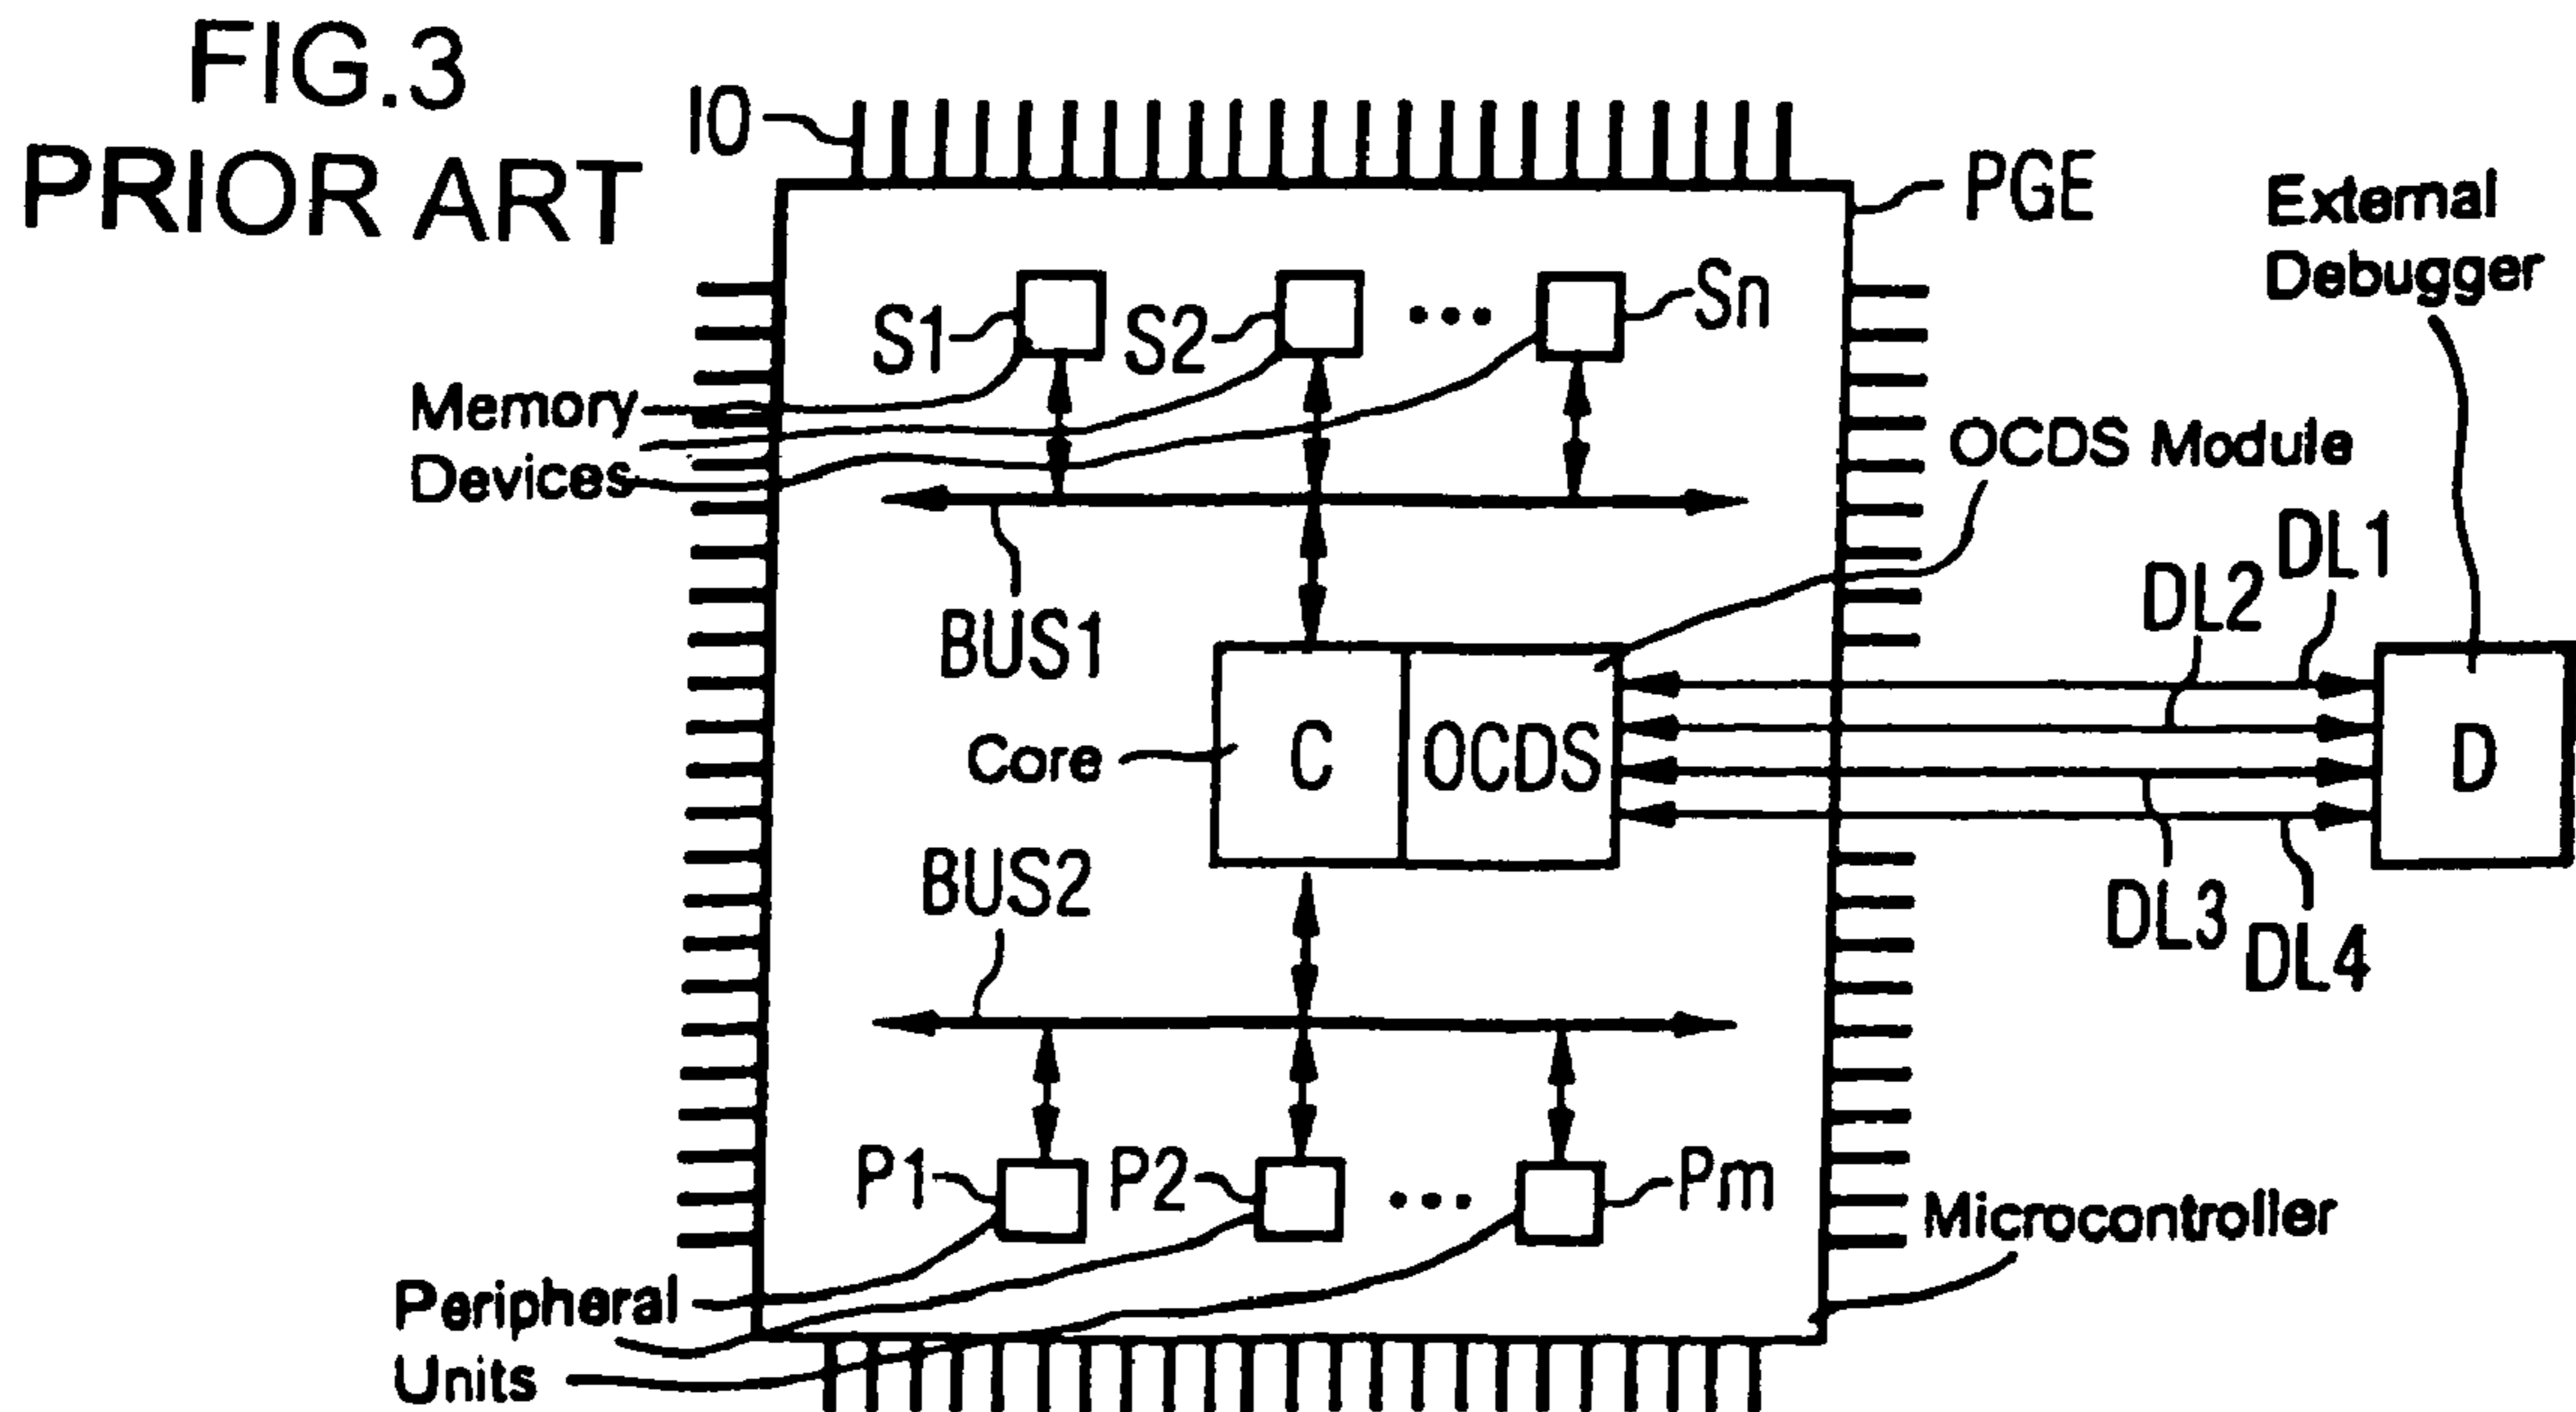 FIG.3
PRIOR ART
IO
PGE
External
Debugger
S1
S2
Sn
Memory
Devices
OCDS Module
DL1
DL2
BUS1
Core
C
OCDS
D
BUS2
DL3
DL4
P1
P2
Pm
Microcontroller
Peripheral
Units